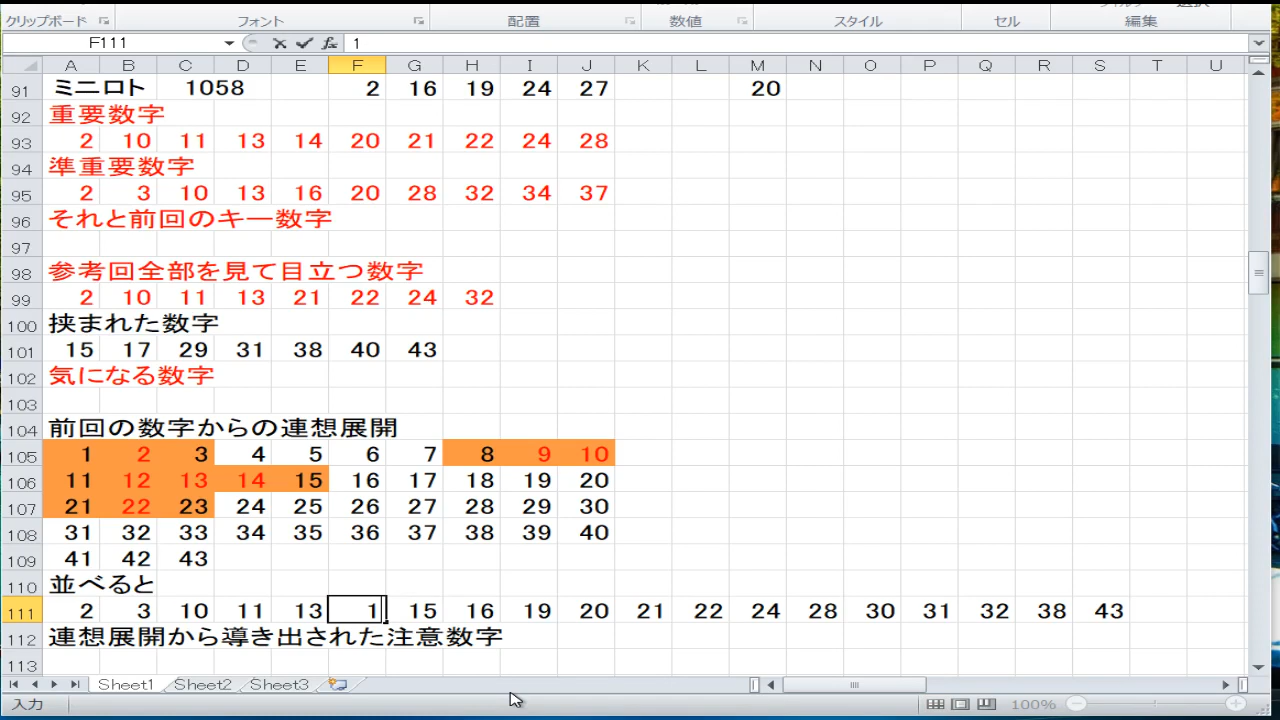 クリップボード フォント 配置 数値 スタイル セル 編集
F111 fx 1
A B C D E F G H I J K L M N O P Q R S T U
91 ミニロト 1058 2 16 19 24 27 20
92 重要数字
93 2 10 11 13 14 20 21 22 24 28
94 準重要数字
95 2 3 10 13 16 20 28 32 34 37
96 それと前回のキー数字
97
98 参考回全部を見て目立つ数字
99 2 10 11 13 21 22 24 32
100 挟まれた数字
101 15 17 29 31 38 40 43
102 気になる数字
103
104 前回の数字からの連想展開
105 1 2 3 4 5 6 7 8 9 10
106 11 12 13 14 15 16 17 18 19 20
107 21 22 23 24 25 26 27 28 29 30
108 31 32 33 34 35 36 37 38 39 40
109 41 42 43
110 並べると
111 2 3 10 11 13 1 15 16 19 20 21 22 24 28 30 31 32 38 43
112 連想展開から導き出された注意数字
113
Sheet1 Sheet2 Sheet3
入力 100%